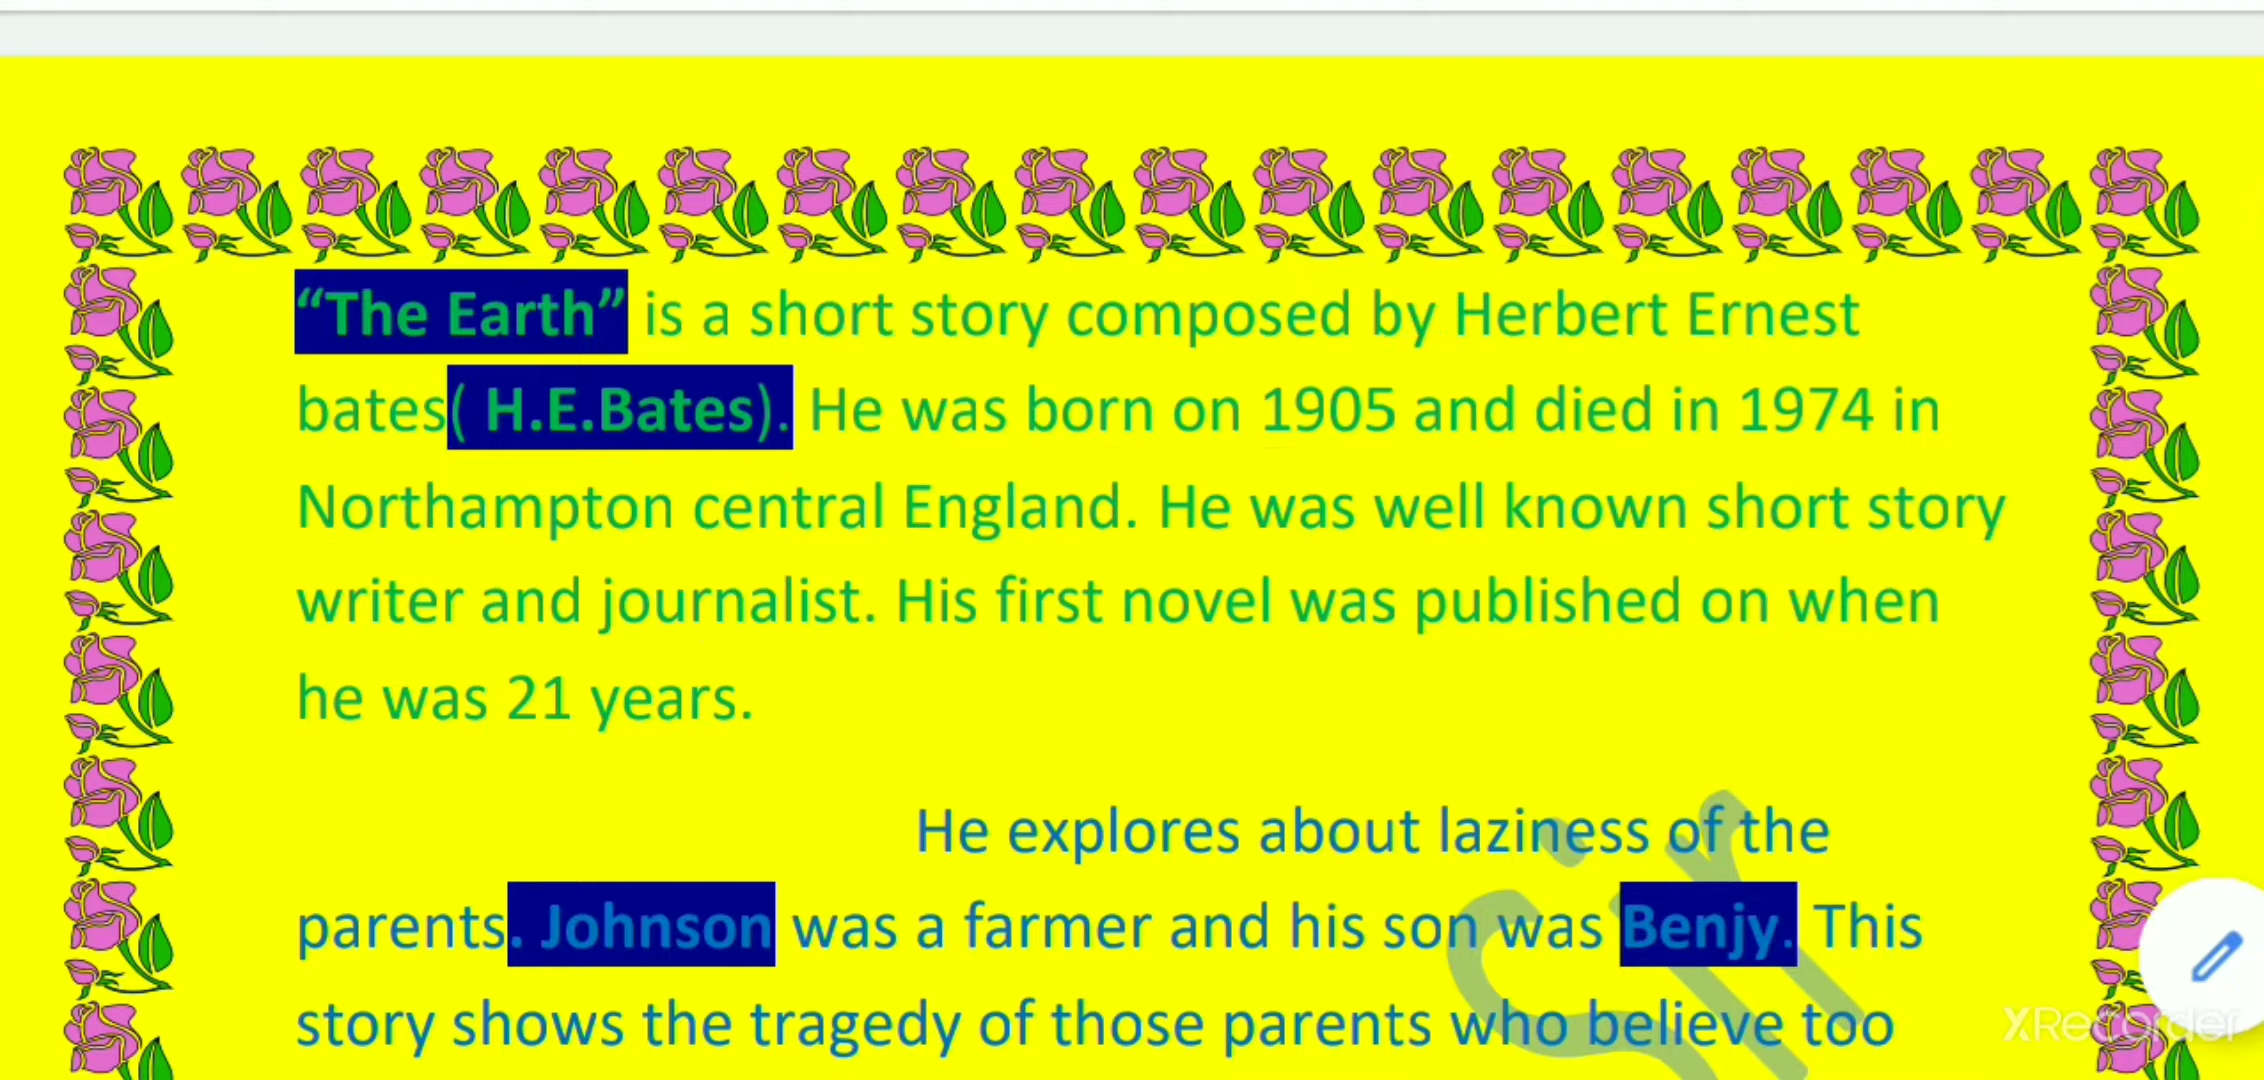 “The Earth” is a short story composed by Herbert Ernest
bates( H.E.Bates). He was born on 1905 and died in 1974 in
Northampton central England. He was well known short story
writer and journalist. His first novel was published on when
he was 21 years.
He explores about laziness of the
parents. Johnson was a farmer and his son was Benjy. This
story shows the tragedy of those parents who believe too
Sir
XRecorder